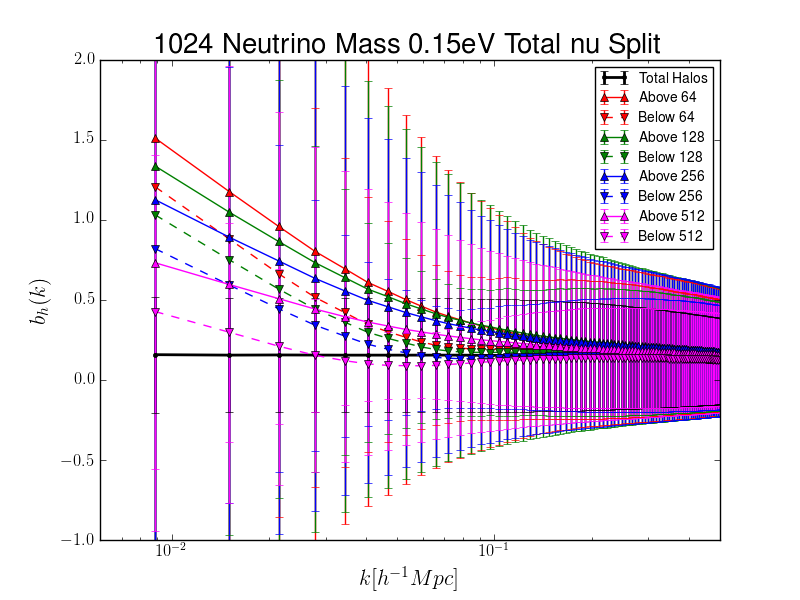 1024 Neutrino Mass 0.15eV Total nu Split
2.0
1.5
1.0
0.5
0.0
−0.5
−1.0
b_h(k)
10^{-2}
10^{-1}
k[h^{-1}Mpc]
Total Halos
Above 64
Below 64
Above 128
Below 128
Above 256
Below 256
Above 512
Below 512